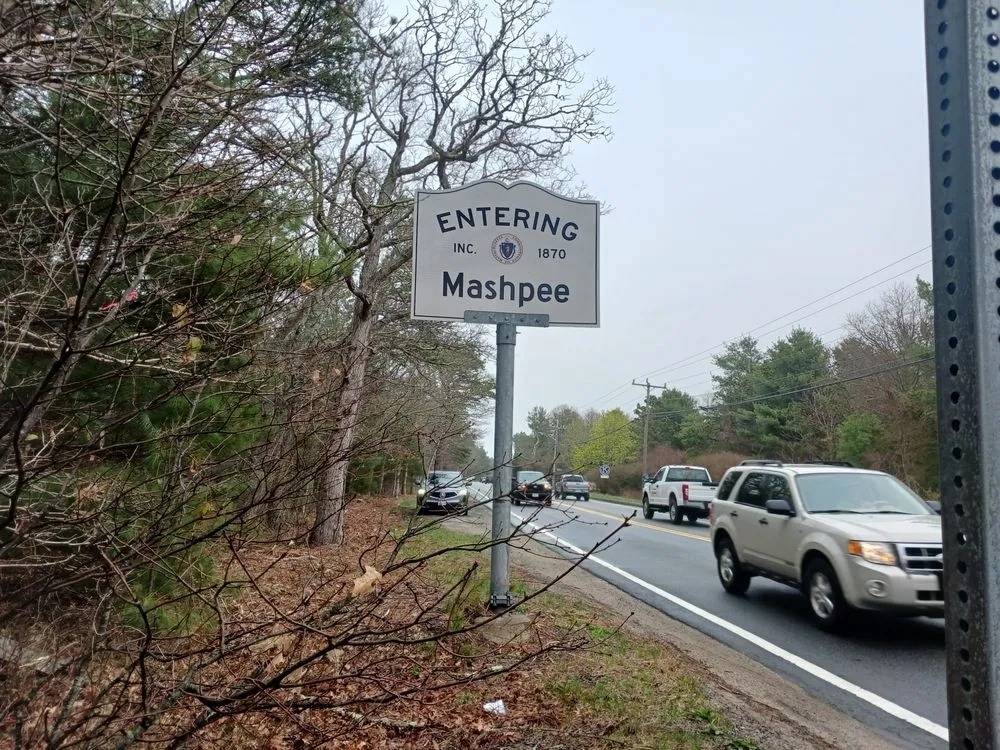 ENTERING
INC. 1870
Mashpee